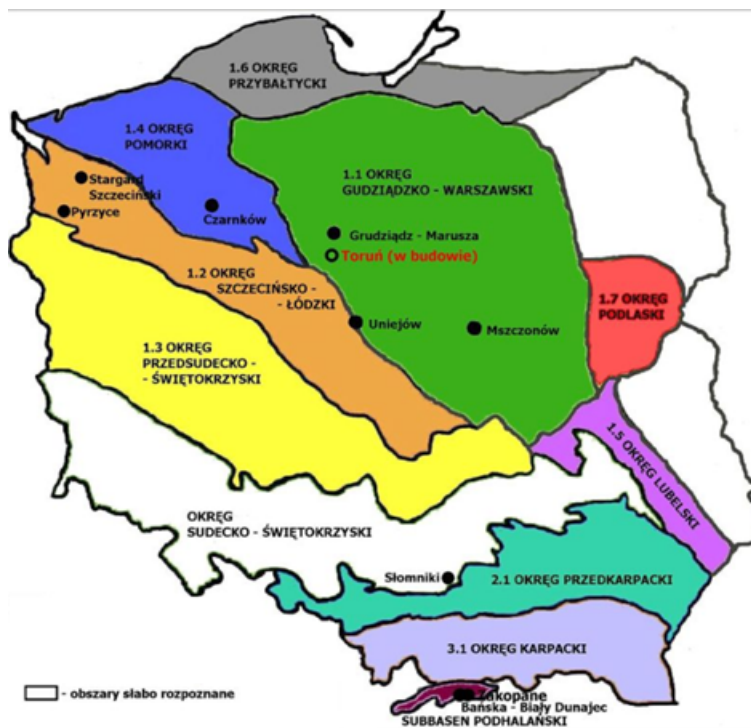 1.6 OKRĘG
PRZYBAŁTYCKI
1.4 OKRĘG
POMORKI
1.1 OKRĘG
GUDZIĄDZKO - WARSZAWSKI
Stargard
Szczeciński
Pyrzyce
Czarnków
Grudziądz - Marusza
Toruń (w budowie)
1.2 OKRĘG
SZCZECIŃSKO -
- ŁÓDZKI
1.7 OKRĘG
PODLASKI
Uniejów
Mszczonów
1.3 OKRĘG
PRZEDSUDECKO -
- ŚWIĘTOKRZYSKI
1.5 OKRĘG LUBELSKI
OKRĘG
SUDECKO - ŚWIĘTOKRZYSKI
Słomniki
2.1 OKRĘG PRZEDKARPACKI
3.1 OKRĘG KARPACKI
Zakopane
Bańska - Biały Dunajec
SUBBASEN PODHALAŃSKI
- obszary słabo rozpoznane